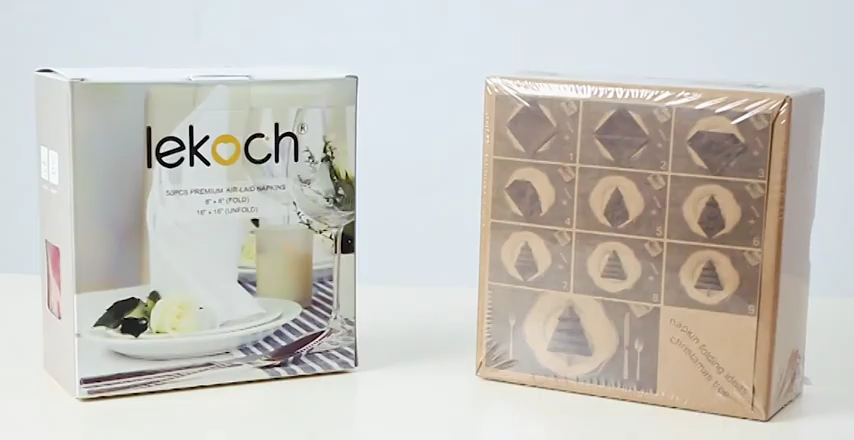 lekoch®
50PCS PREMIUM AIR-LAID NAPKINS
8" × 8" (FOLD)
16" × 16" (UNFOLD)
1
2
3
4
5
6
7
8
9
napkin folding ideas
christmas tree